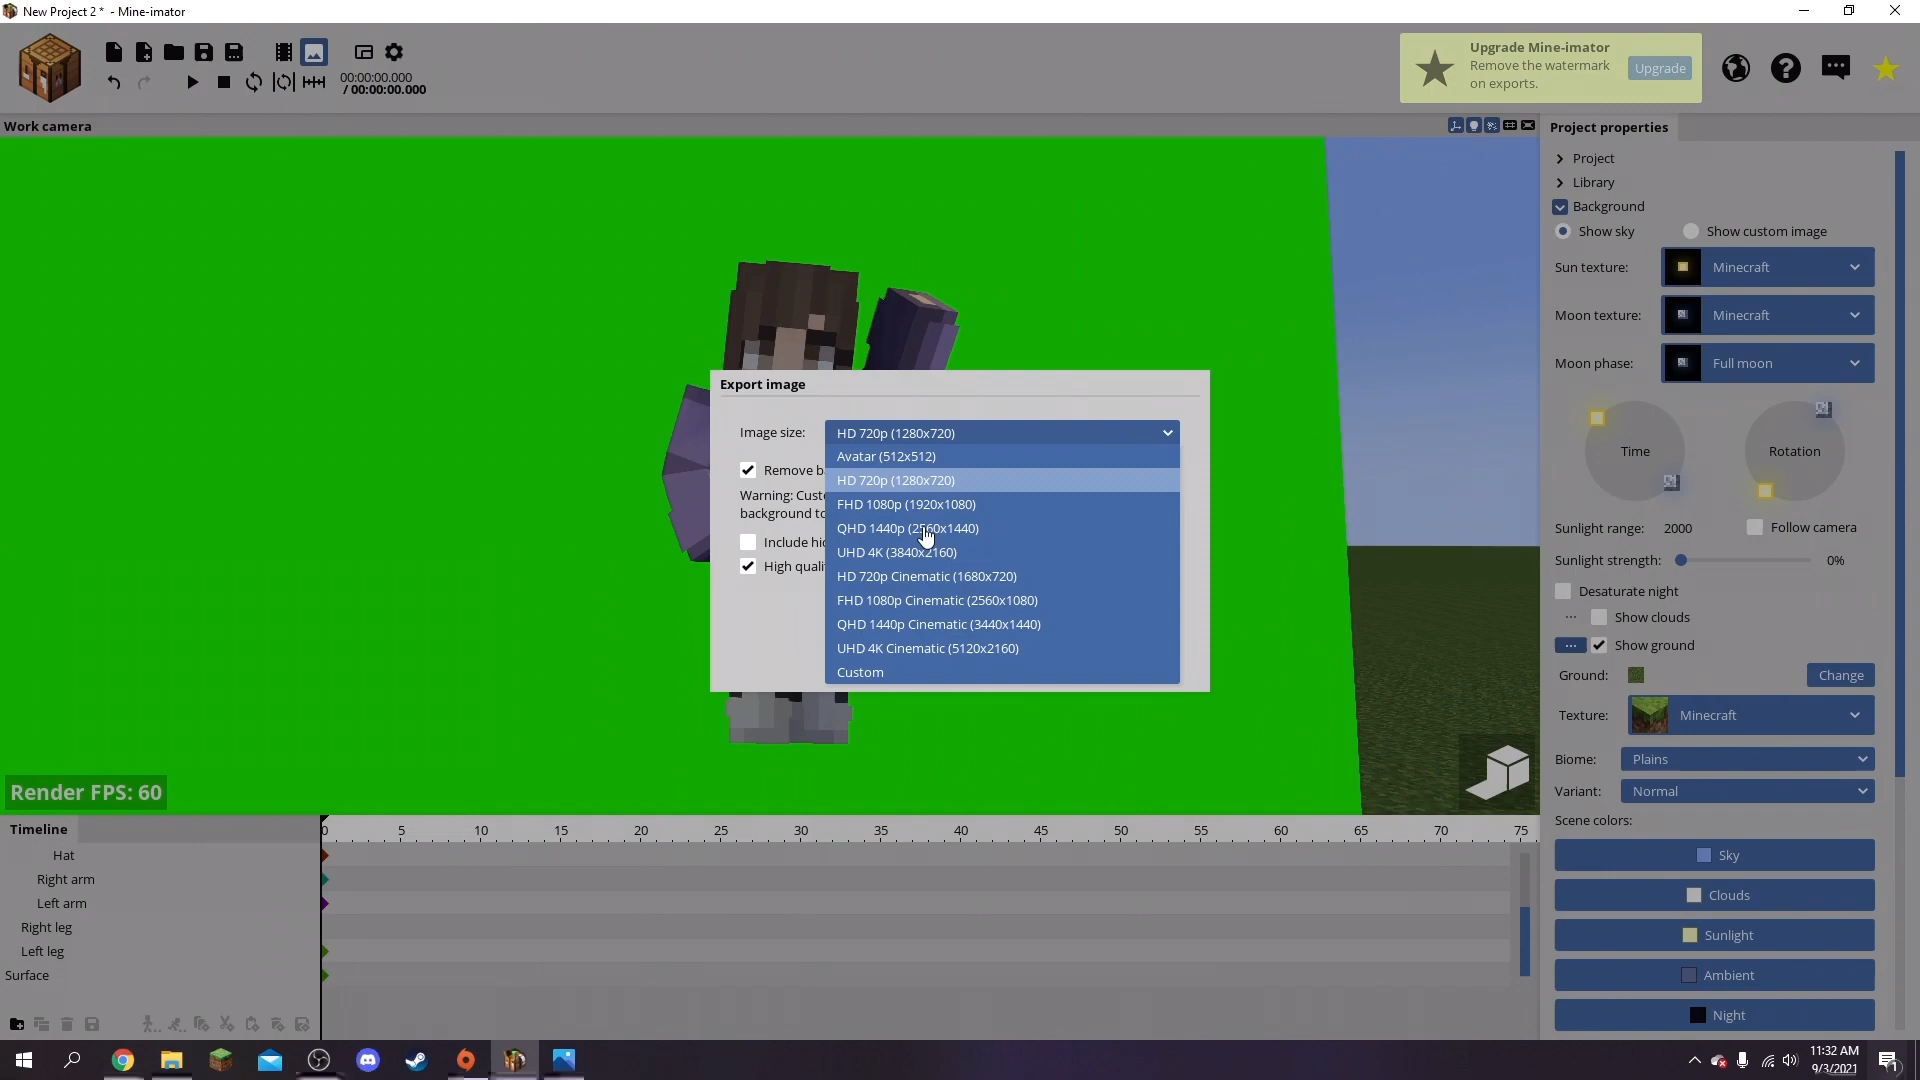 New Project 2 * - Mine-imator
00:00:00.000
/ 00:00:00.000
Upgrade Mine-imator
Remove the watermark
on exports.
Upgrade
Work camera
Project properties
Project
Library
Background
Show sky
Show custom image
Sun texture:
Minecraft
Moon texture:
Minecraft
Moon phase:
Full moon
Time
Rotation
Sunlight range: 2000
Follow camera
Sunlight strength:
0%
Desaturate night
Show clouds
Show ground
Ground:
Change
Texture:
Minecraft
Biome:
Plains
Variant:
Normal
Scene colors:
Sky
Clouds
Sunlight
Ambient
Night
Export image
Image size:
HD 720p (1280x720)
Avatar (512x512)
HD 720p (1280x720)
FHD 1080p (1920x1080)
QHD 1440p (2560x1440)
UHD 4K (3840x2160)
HD 720p Cinematic (1680x720)
FHD 1080p Cinematic (2560x1080)
QHD 1440p Cinematic (3440x1440)
UHD 4K Cinematic (5120x2160)
Custom
Remove b
Warning: Cust
background to
Include hi
High quali
Render FPS: 60
Timeline
0 5 10 15 20 25 30 35 40 45 50 55 60 65 70 75
Hat
Right arm
Left arm
Right leg
Left leg
Surface
11:32 AM
9/3/2021
1